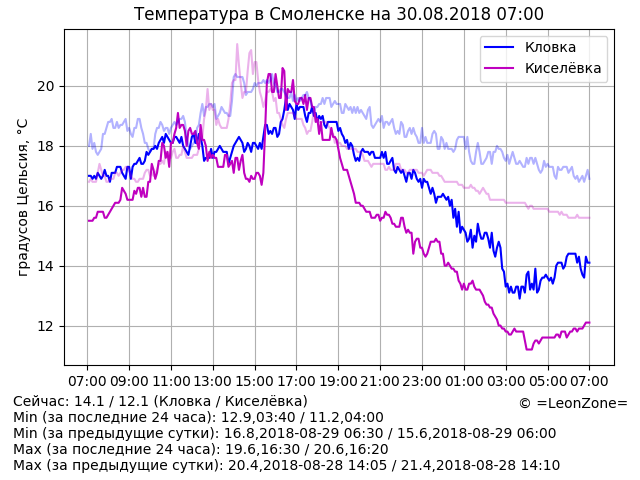 Температура в Смоленске на 30.08.2018 07:00
Кловка
Киселёвка
градусов Цельсия, °C
20
18
16
14
12
07:00 09:00 11:00 13:00 15:00 17:00 19:00 21:00 23:00 01:00 03:00 05:00 07:00
Сейчас: 14.1 / 12.1 (Кловка / Киселёвка)
© =LeonZone=
Min (за последние 24 часа): 12.9,03:40 / 11.2,04:00
Min (за предыдущие сутки): 16.8,2018-08-29 06:30 / 15.6,2018-08-29 06:00
Max (за последние 24 часа): 19.6,16:30 / 20.6,16:20
Max (за предыдущие сутки): 20.4,2018-08-28 14:05 / 21.4,2018-08-28 14:10